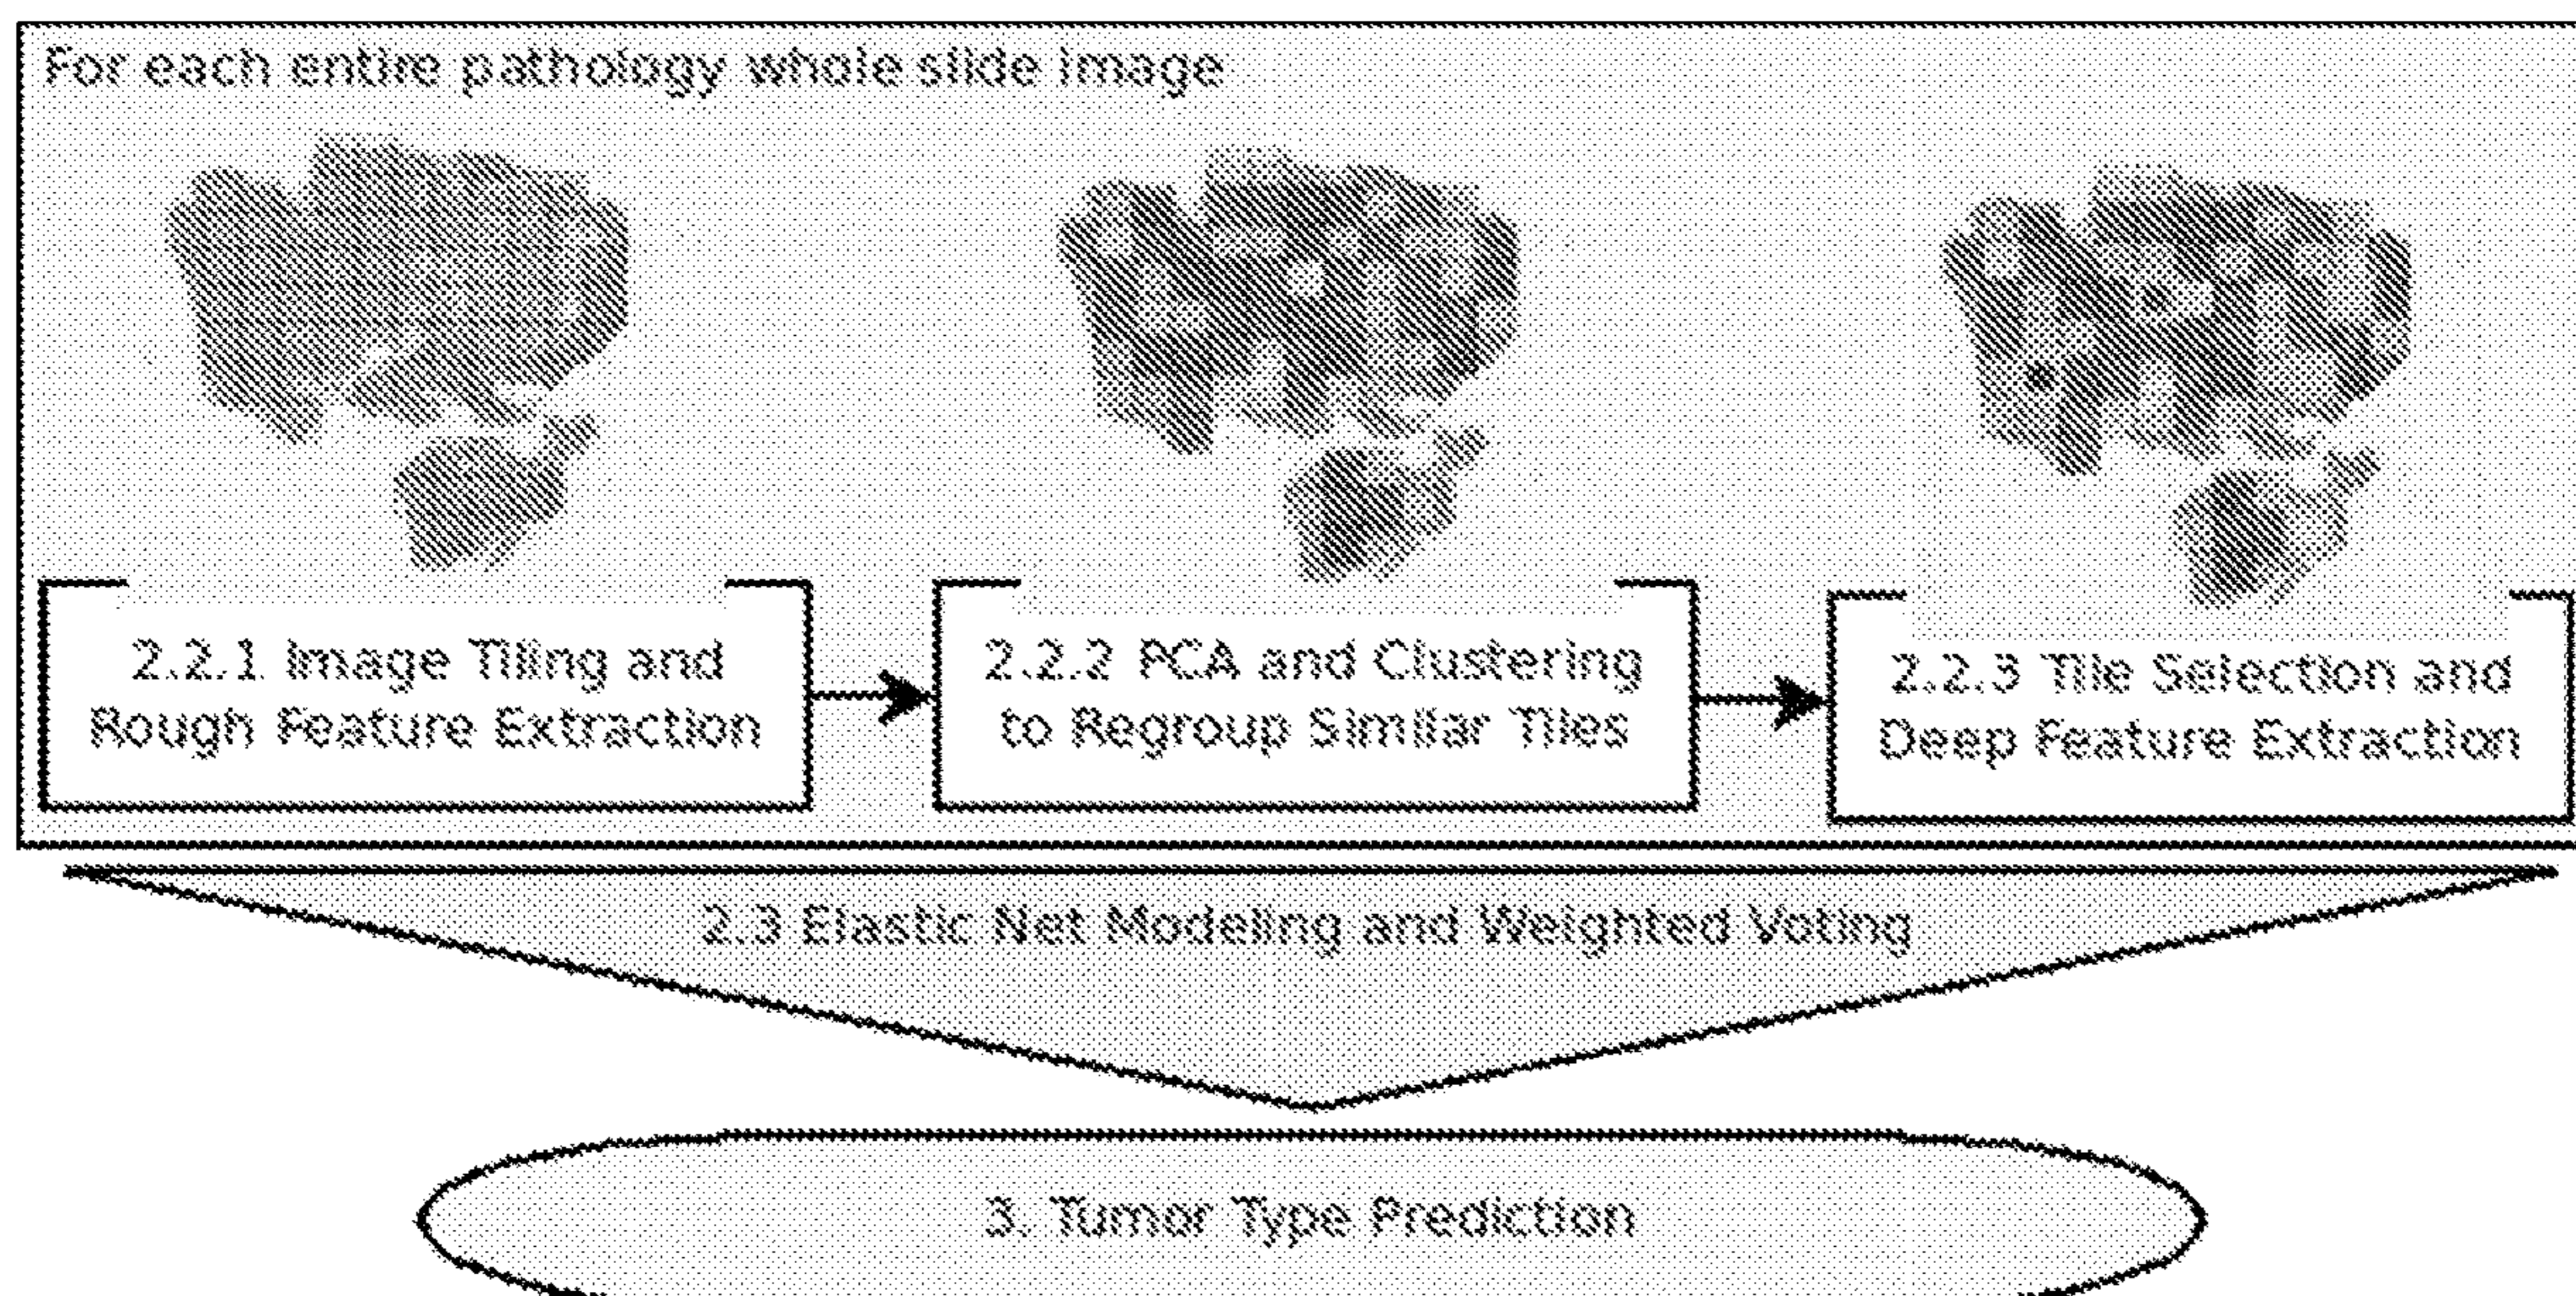 For each entire pathology whole slide image
2.2.1 Image Tiling and
Rough Feature Extraction
2.2.2 PCA and Clustering
to Regroup Similar Tiles
2.2.3 Tile Selection and
Deep Feature Extraction
2.3 Elastic Net Modeling and Weighted Voting
3. Tumor Type Prediction